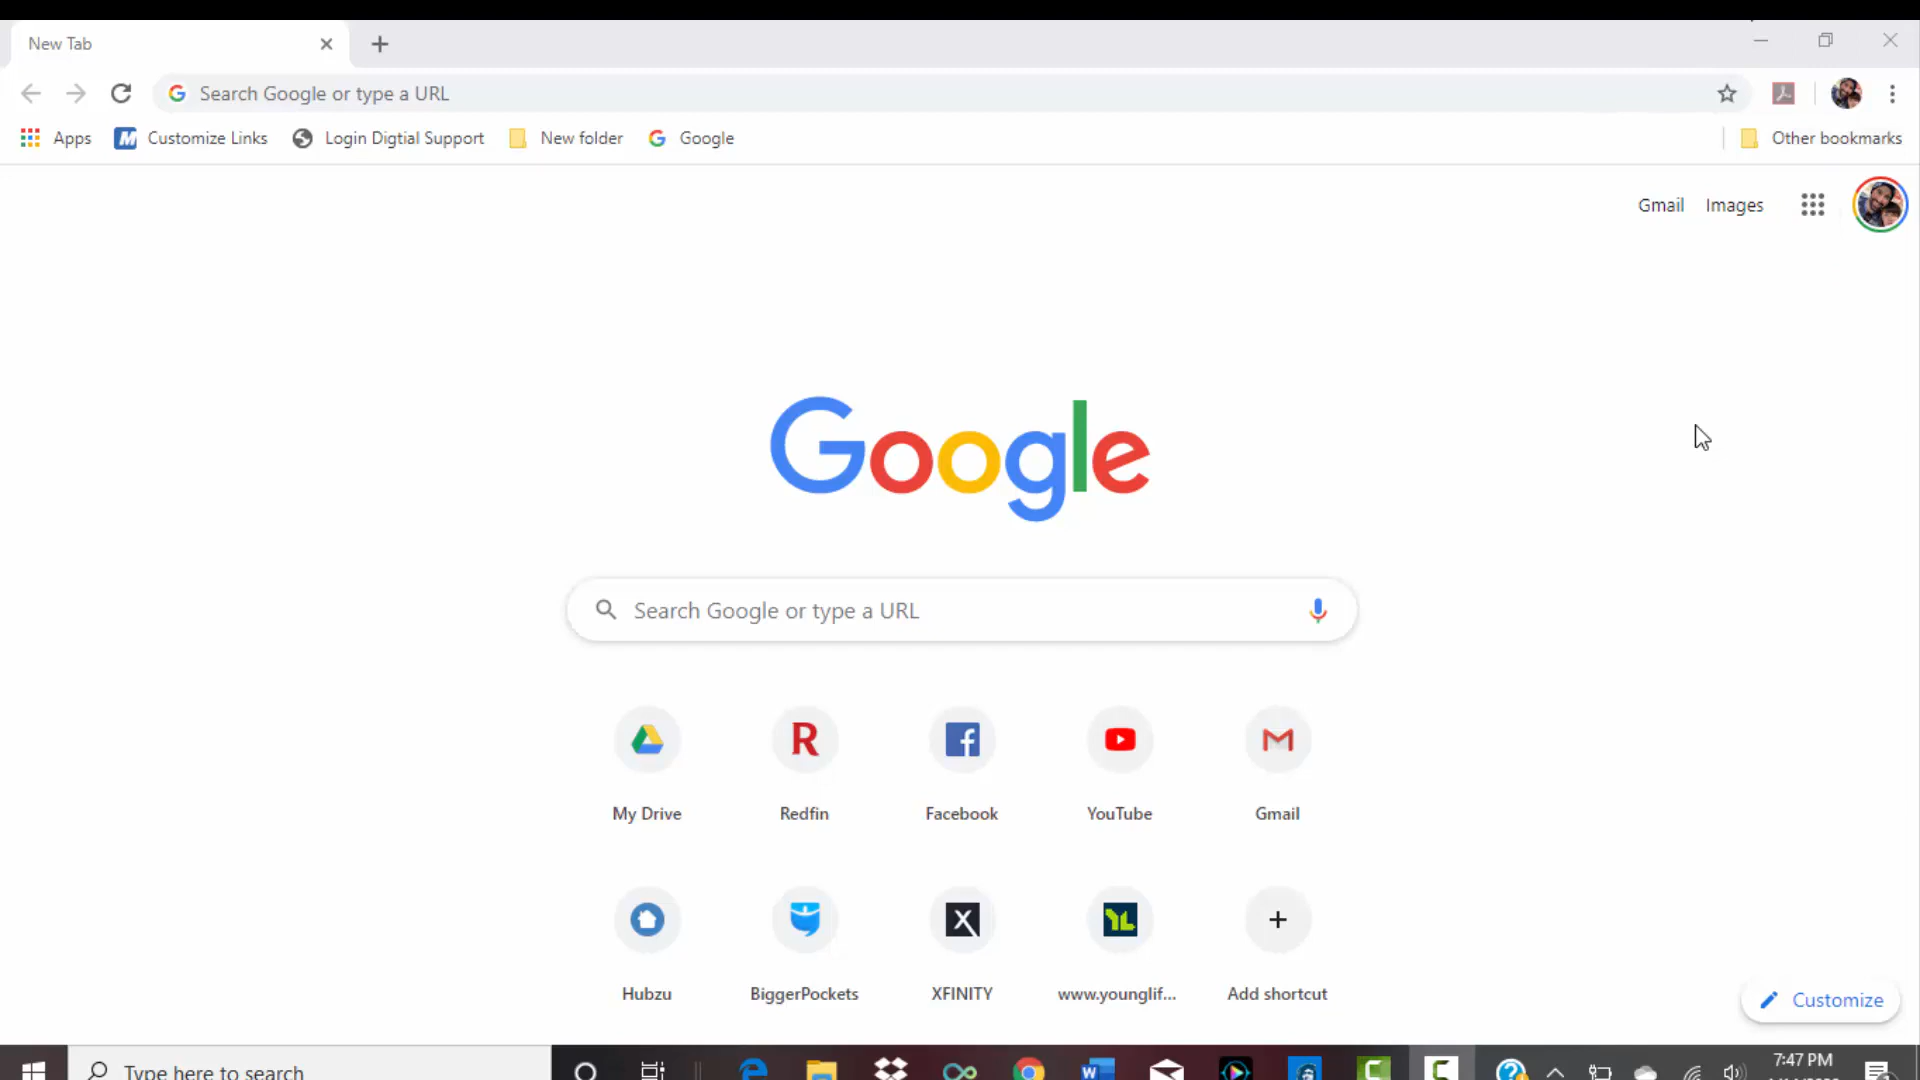 New Tab
Search Google or type a URL
Apps Customize Links Login Digtial Support New folder Google Other bookmarks
Gmail Images
Google
Search Google or type a URL
My Drive Redfin Facebook YouTube Gmail
Hubzu BiggerPockets XFINITY www.younglif... Add shortcut
Customize
Type here to search
7:47 PM